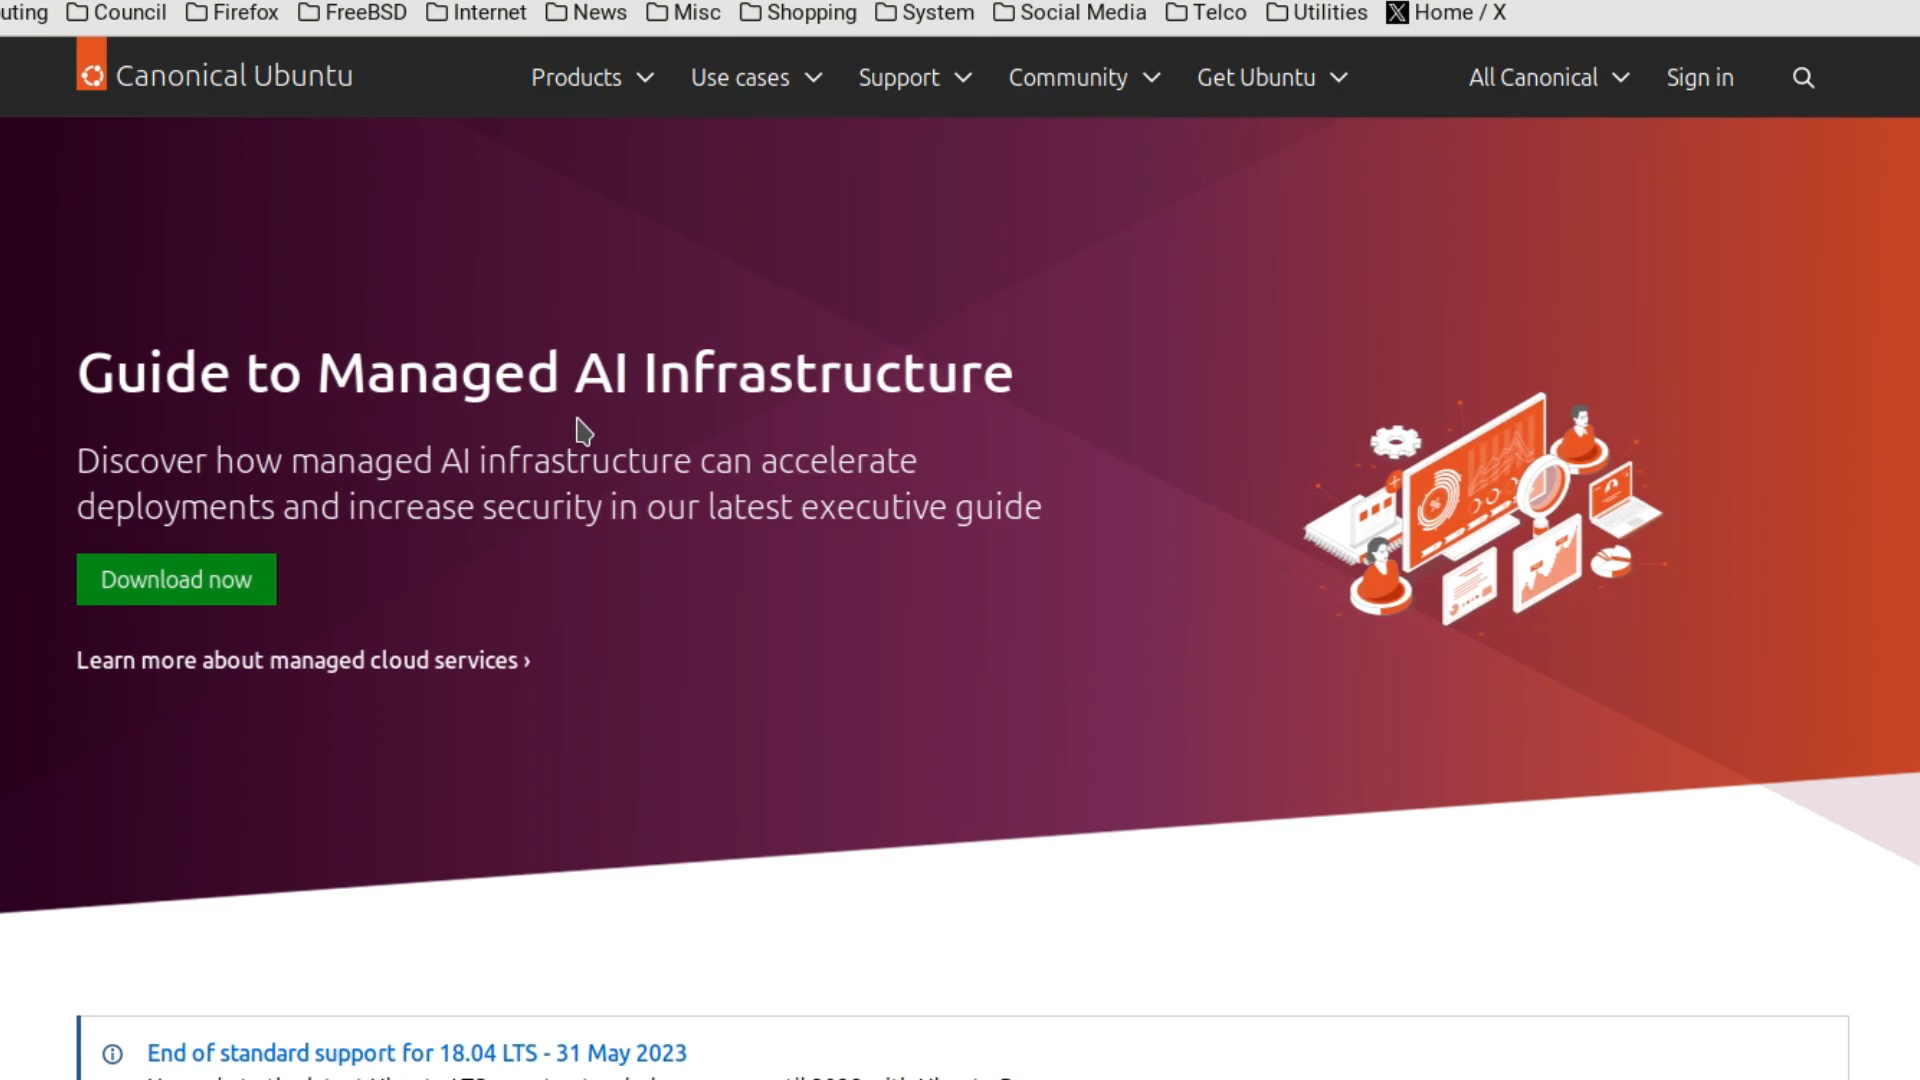 Council Firefox FreeBSD Internet News Misc Shopping System Social Media Telco Utilities Home / X
Canonical Ubuntu Products Use cases Support Community Get Ubuntu All Canonical Sign in
Guide to Managed AI Infrastructure
Discover how managed AI infrastructure can accelerate
deployments and increase security in our latest executive guide
Download now
Learn more about managed cloud services ›
End of standard support for 18.04 LTS - 31 May 2023